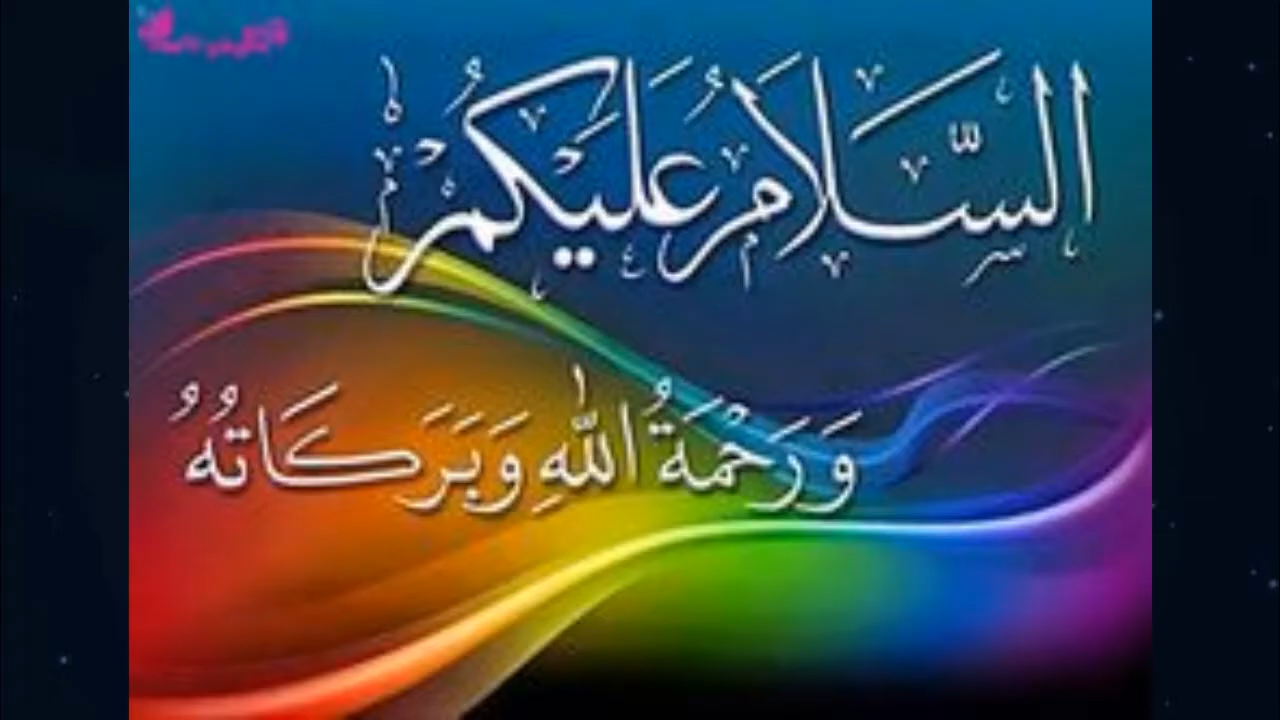 السَّلَامُ عَلَيْكُمْ
وَرَحْمَةُ اللهِ وَبَرَكَاتُهُ